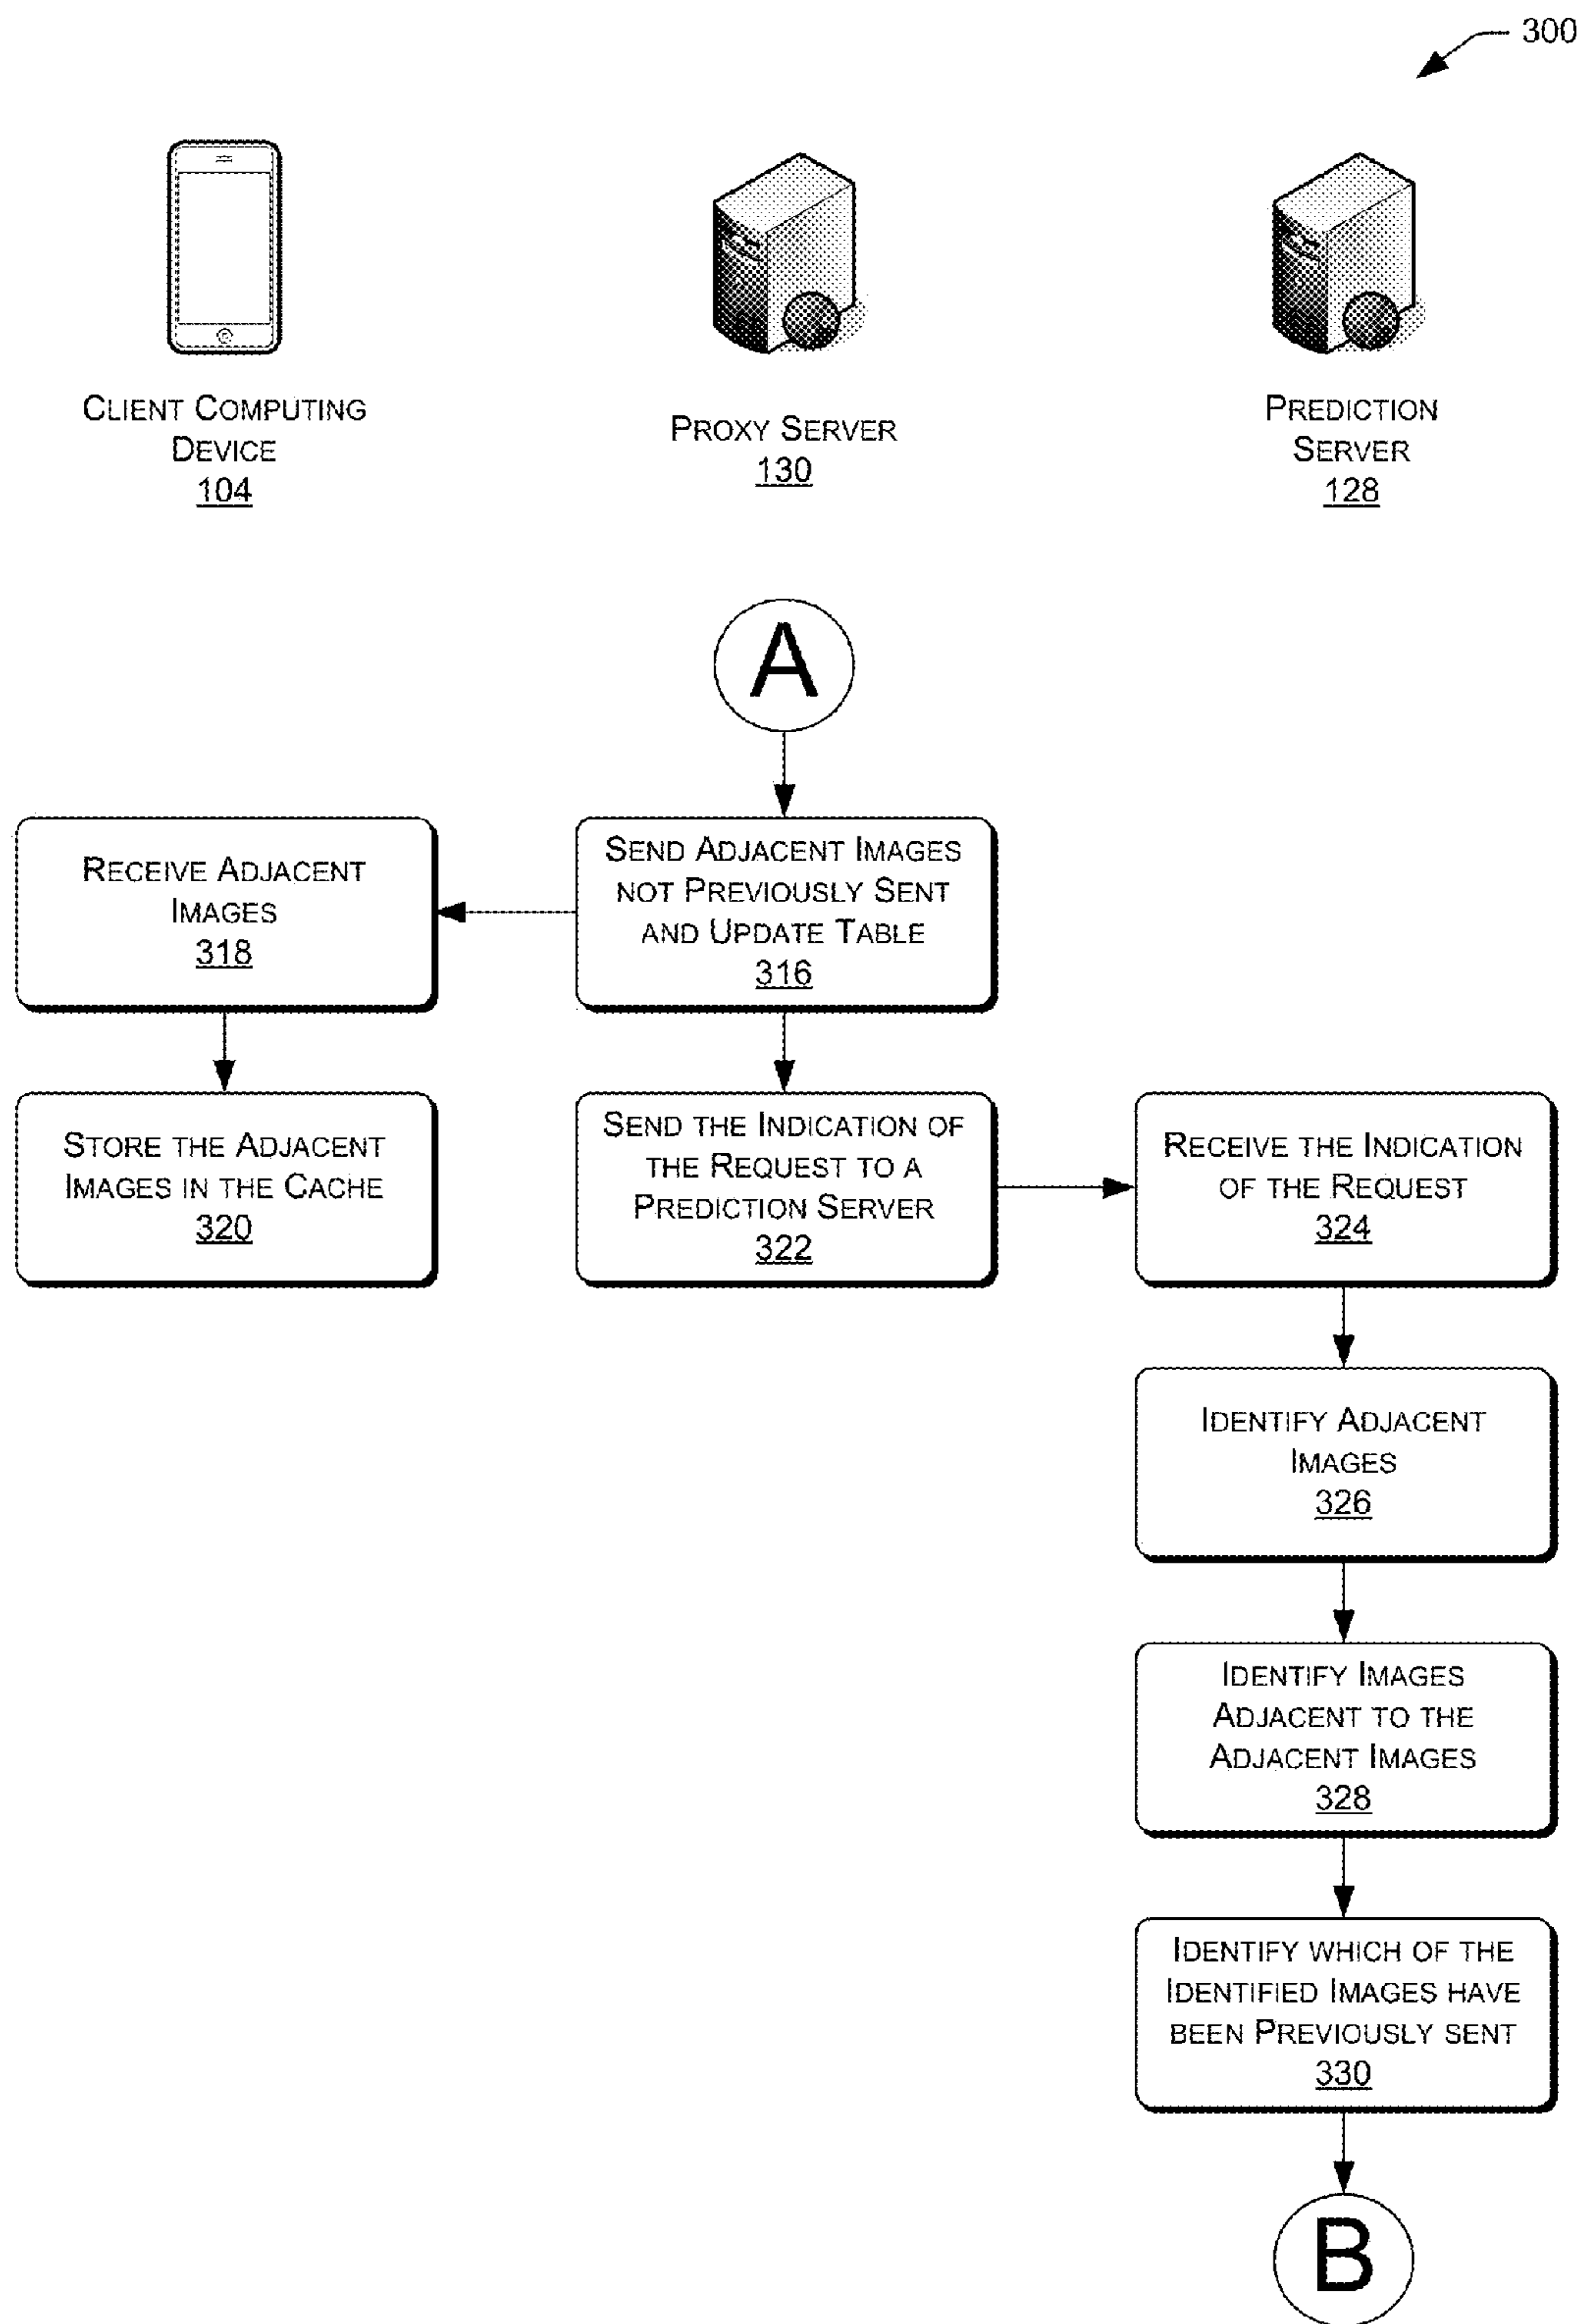 300
CLIENT COMPUTING
DEVICE
104
PROXY SERVER
130
PREDICTION
SERVER
128
A
RECEIVE ADJACENT
IMAGES
318
SEND ADJACENT IMAGES
NOT PREVIOUSLY SENT
AND UPDATE TABLE
316
STORE THE ADJACENT
IMAGES IN THE CACHE
320
SEND THE INDICATION OF
THE REQUEST TO A
PREDICTION SERVER
322
RECEIVE THE INDICATION
OF THE REQUEST
324
IDENTIFY ADJACENT
IMAGES
326
IDENTIFY IMAGES
ADJACENT TO THE
ADJACENT IMAGES
328
IDENTIFY WHICH OF THE
IDENTIFIED IMAGES HAVE
BEEN PREVIOUSLY SENT
330
B